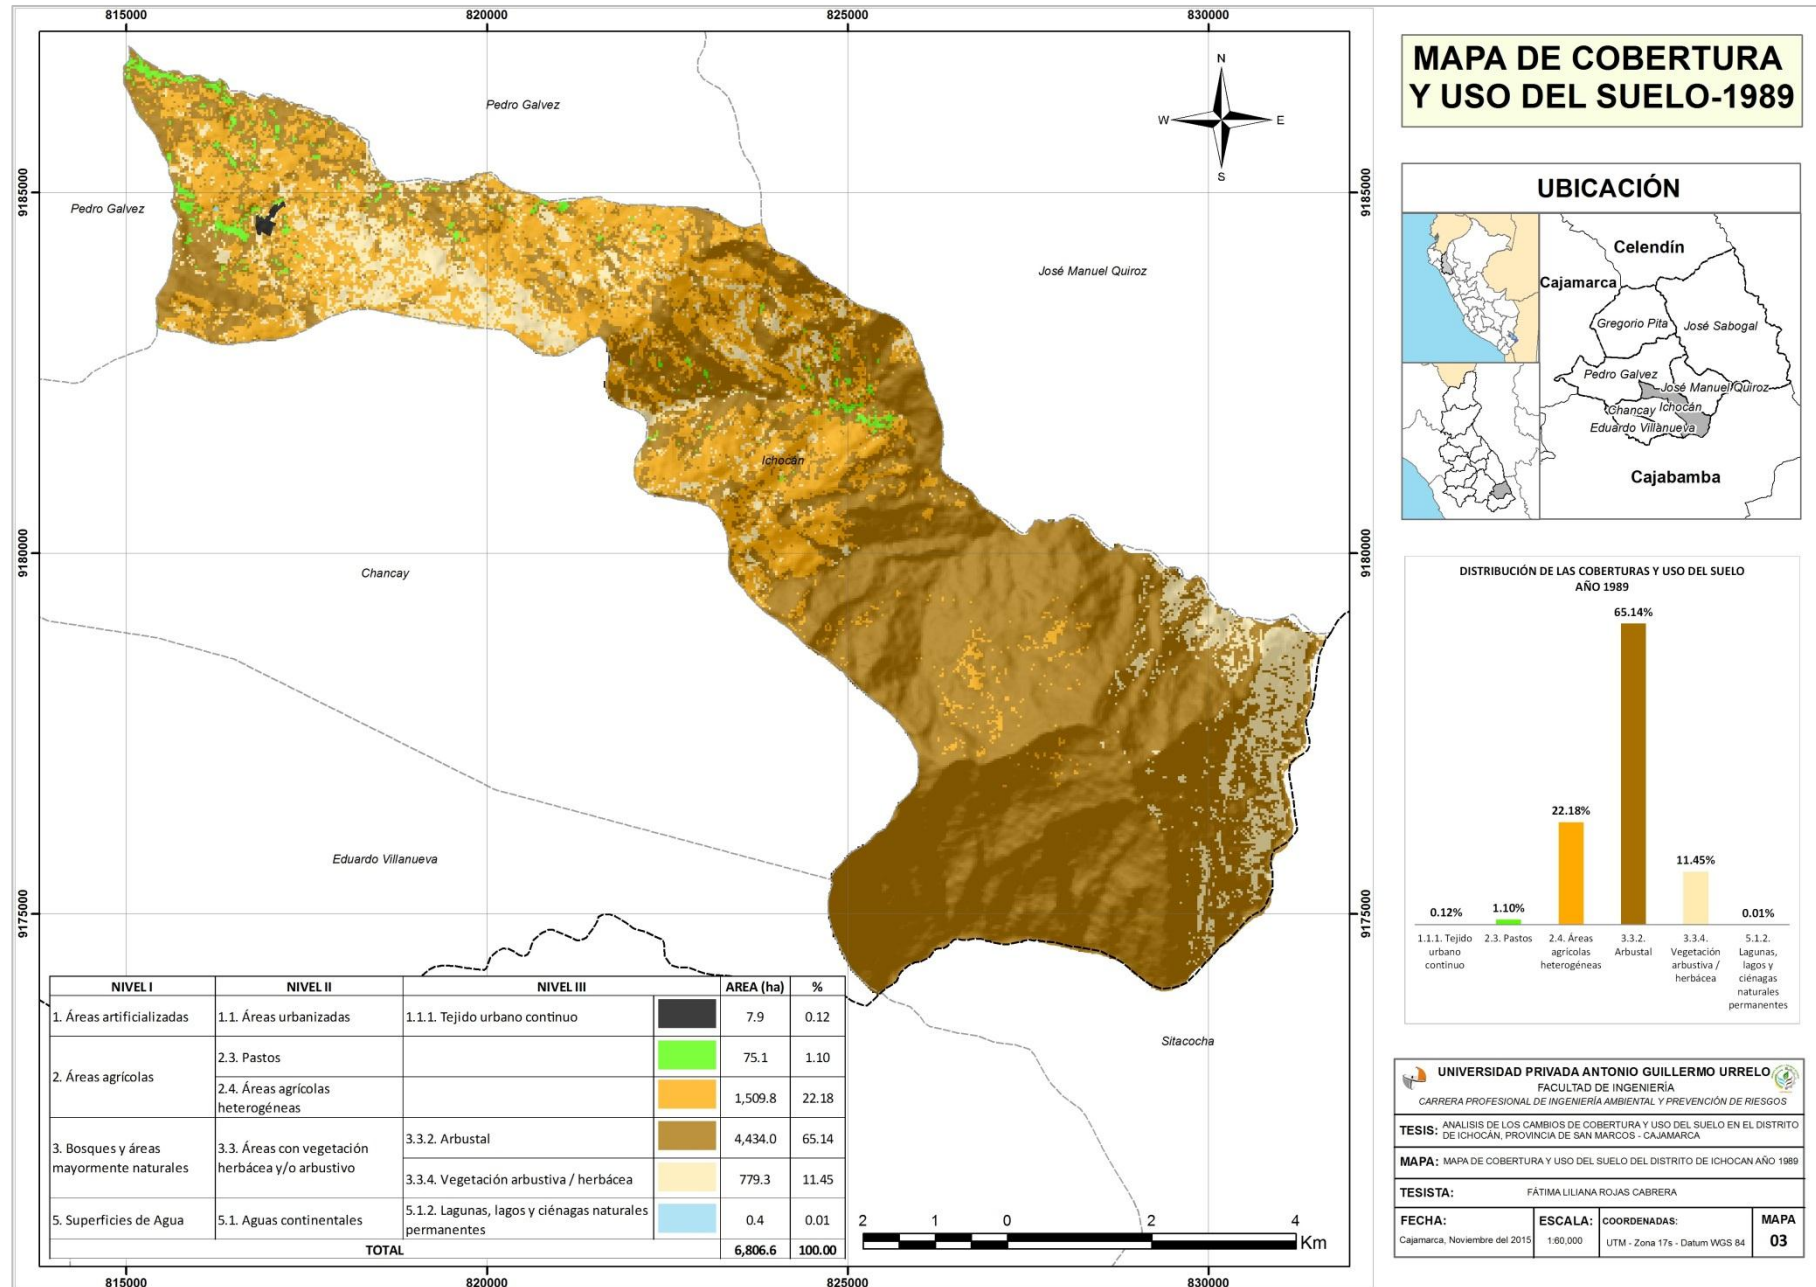 815000
820000
825000
830000
9185000
9185000
9180000
9180000
9175000
9175000
N
W
E
S
Pedro Galvez
Pedro Galvez
José Manuel Quiroz
Ichocán
Chancay
Eduardo Villanueva
Sitacocha
NIVEL I NIVEL II NIVEL III AREA (ha) %
1. Áreas artificializadas 1.1. Áreas urbanizadas 1.1.1. Tejido urbano continuo 7.9 0.12
2. Áreas agrícolas
2.3. Pastos 75.1 1.10
2.4. Áreas agrícolas
heterogéneas 1,509.8 22.18
3. Bosques y áreas
mayormente naturales
3.3. Áreas con vegetación
herbácea y/o arbustivo
3.3.2. Arbustal 4,434.0 65.14
3.3.4. Vegetación arbustiva / herbácea 779.3 11.45
5. Superficies de Agua 5.1. Aguas continentales
5.1.2. Lagunas, lagos y ciénagas naturales
permanentes 0.4 0.01
TOTAL 6,806.6 100.00
2 1 0 2 4
Km
815000
820000
825000
830000
MAPA DE COBERTURA
Y USO DEL SUELO-1989
UBICACIÓN
Celendín
Cajamarca
Gregorio Pita
José Sabogal
Pedro Galvez
José Manuel Quiroz
Chancay
Ichocán
Eduardo Villanueva
Cajabamba
DISTRIBUCIÓN DE LAS COBERTURAS Y USO DEL SUELO
AÑO 1989
65.14%
22.18%
11.45%
0.12%
1.10%
0.01%
1.1.1. Tejido
urbano
continuo
2.3. Pastos
2.4. Áreas
agrícolas
heterogéneas
3.3.2.
Arbustal
3.3.4.
Vegetación
arbustiva /
herbácea
5.1.2.
Lagunas,
lagos y
ciénagas
naturales
permanentes
UNIVERSIDAD PRIVADA ANTONIO GUILLERMO URRELO
FACULTAD DE INGENIERÍA
CARRERA PROFESIONAL DE INGENIERÍA AMBIENTAL Y PREVENCIÓN DE RIESGOS
TESIS: ANALISIS DE LOS CAMBIOS DE COBERTURA Y USO DEL SUELO EN EL DISTRITO
DE ICHOCÁN, PROVINCIA DE SAN MARCOS - CAJAMARCA
MAPA: MAPA DE COBERTURA Y USO DEL SUELO DEL DISTRITO DE ICHOCAN AÑO 1989
TESISTA: FÁTIMA LILIANA ROJAS CABRERA
FECHA:
Cajamarca, Noviembre del 2015
ESCALA:
1:60,000
COORDENADAS:
UTM - Zona 17s - Datum WGS 84
MAPA
03